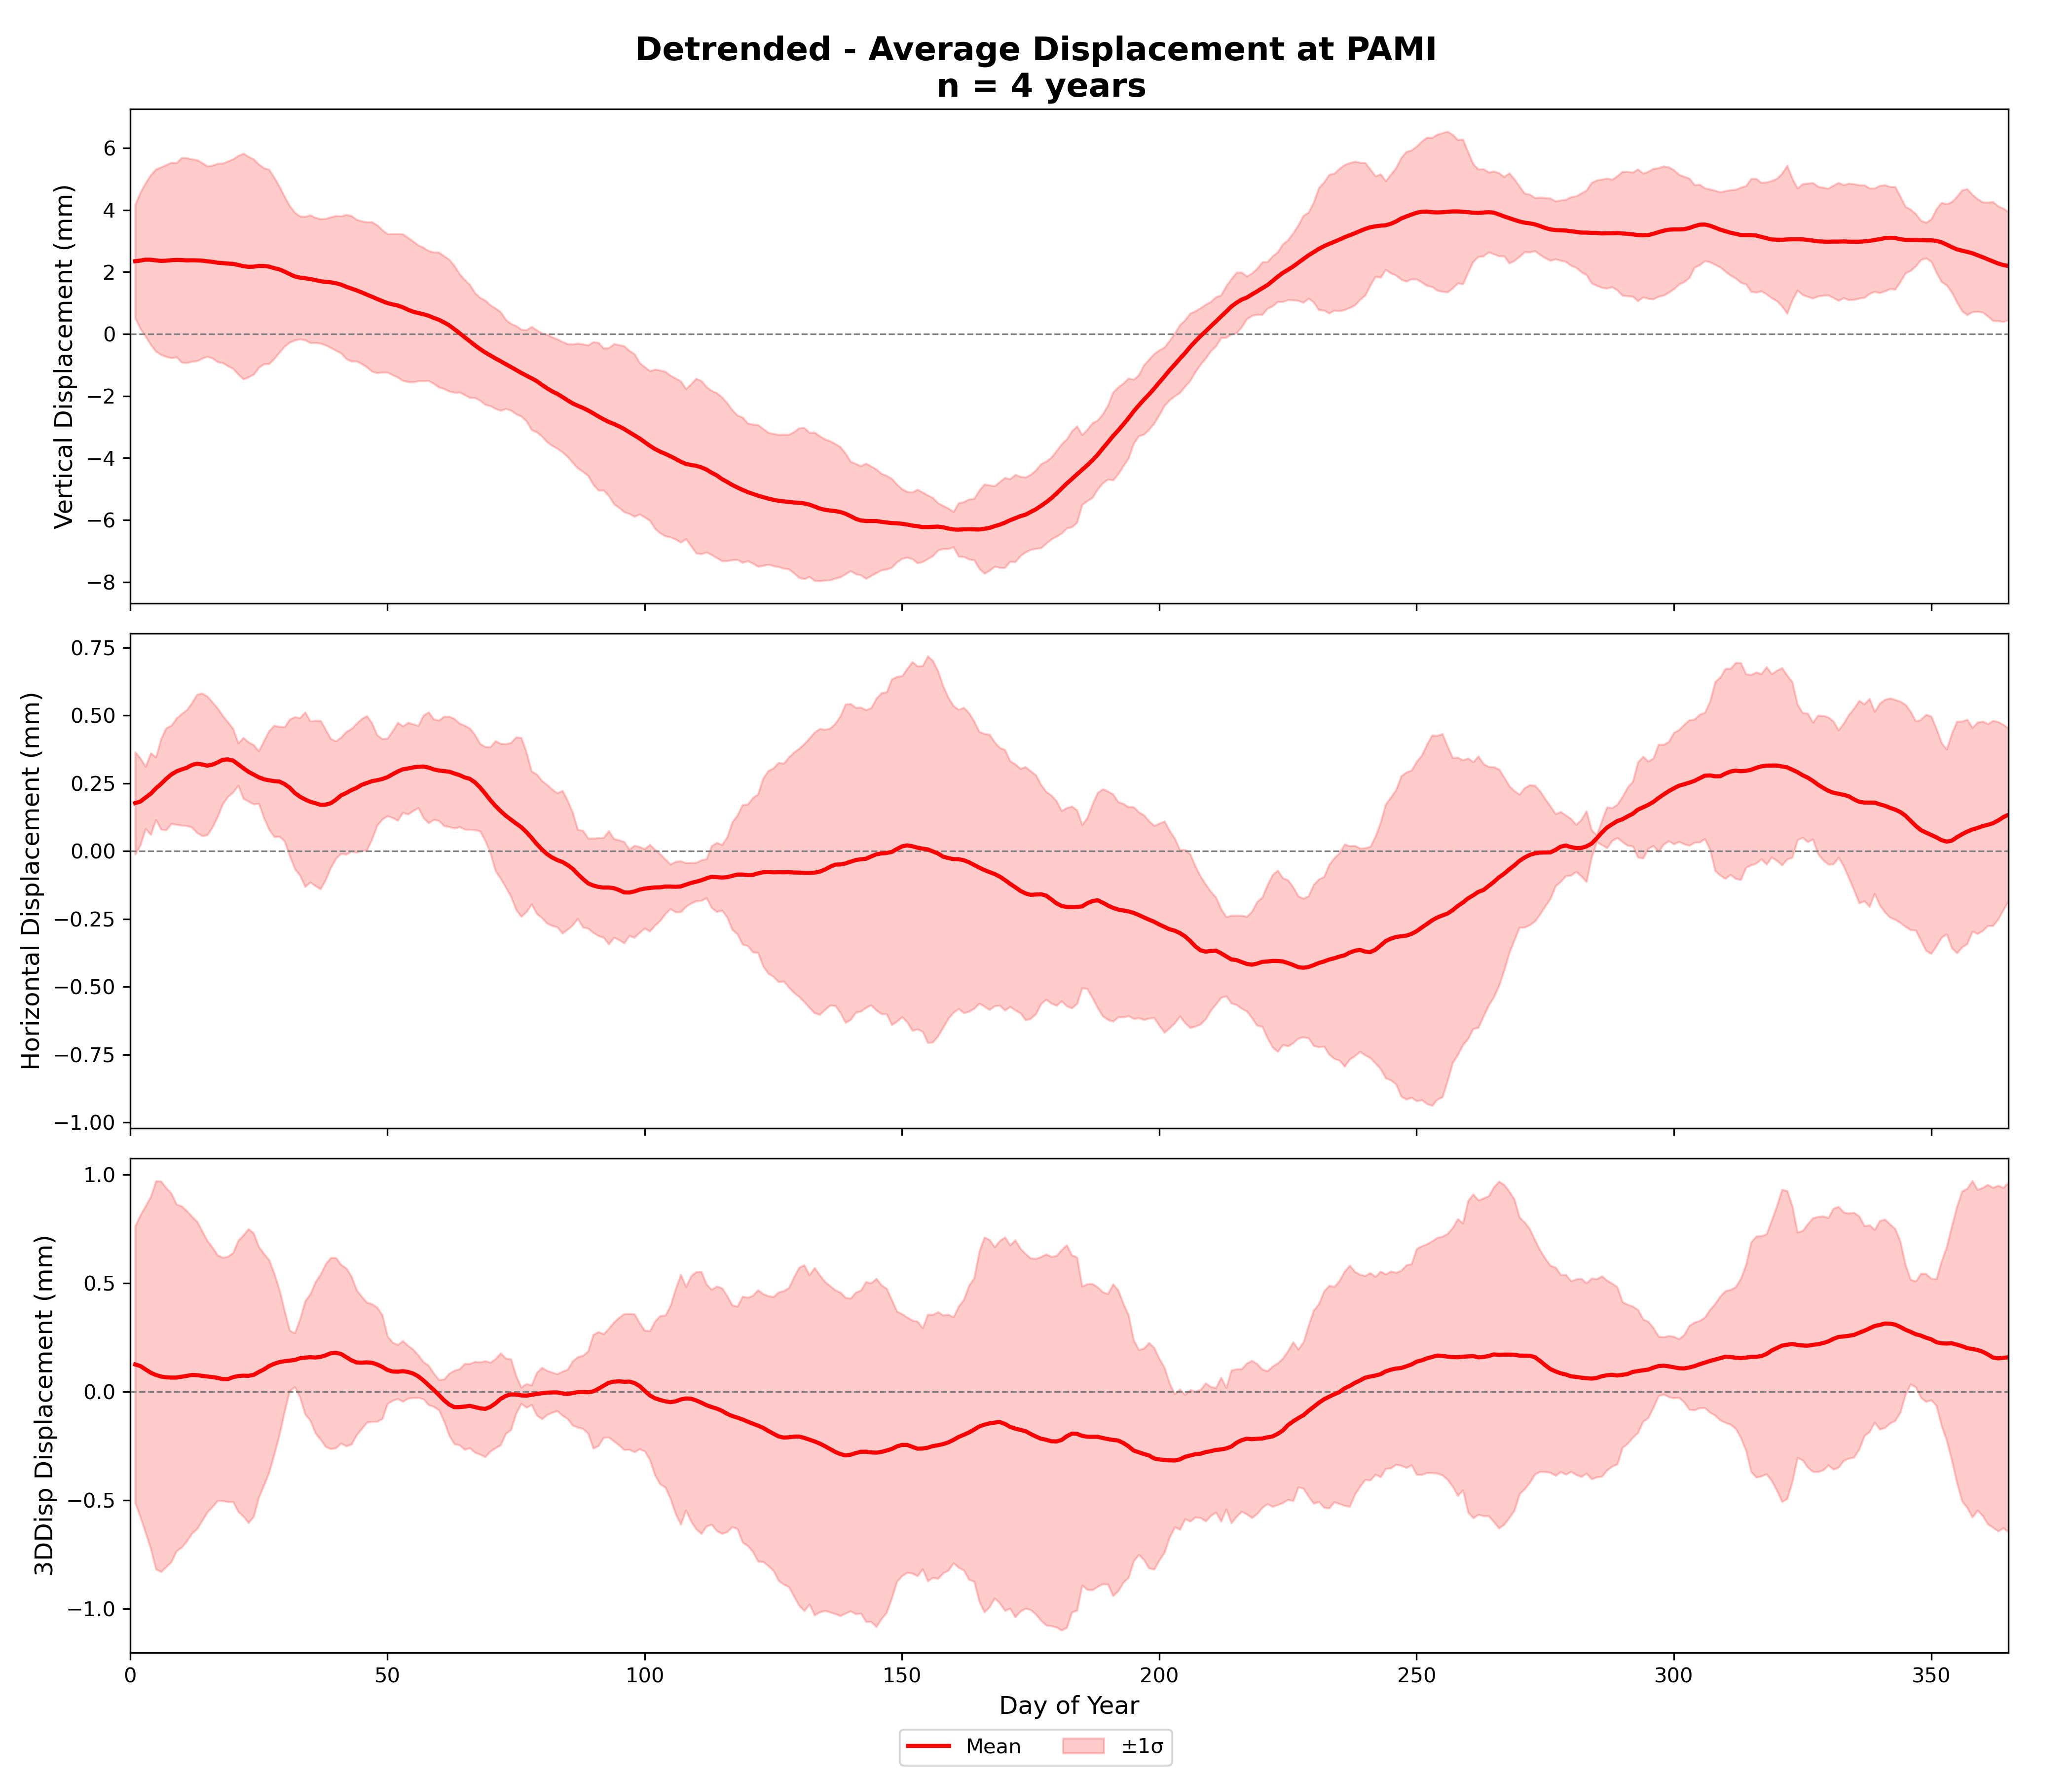 Detrended - Average Displacement at PAMI
n = 4 years
Vertical Displacement (mm)
6
4
2
0
−2
−4
−6
−8
Horizontal Displacement (mm)
0.75
0.50
0.25
0.00
−0.25
−0.50
−0.75
−1.00
3DDisp Displacement (mm)
1.0
0.5
0.0
−0.5
−1.0
0 50 100 150 200 250 300 350
Day of Year
Mean ±1σ